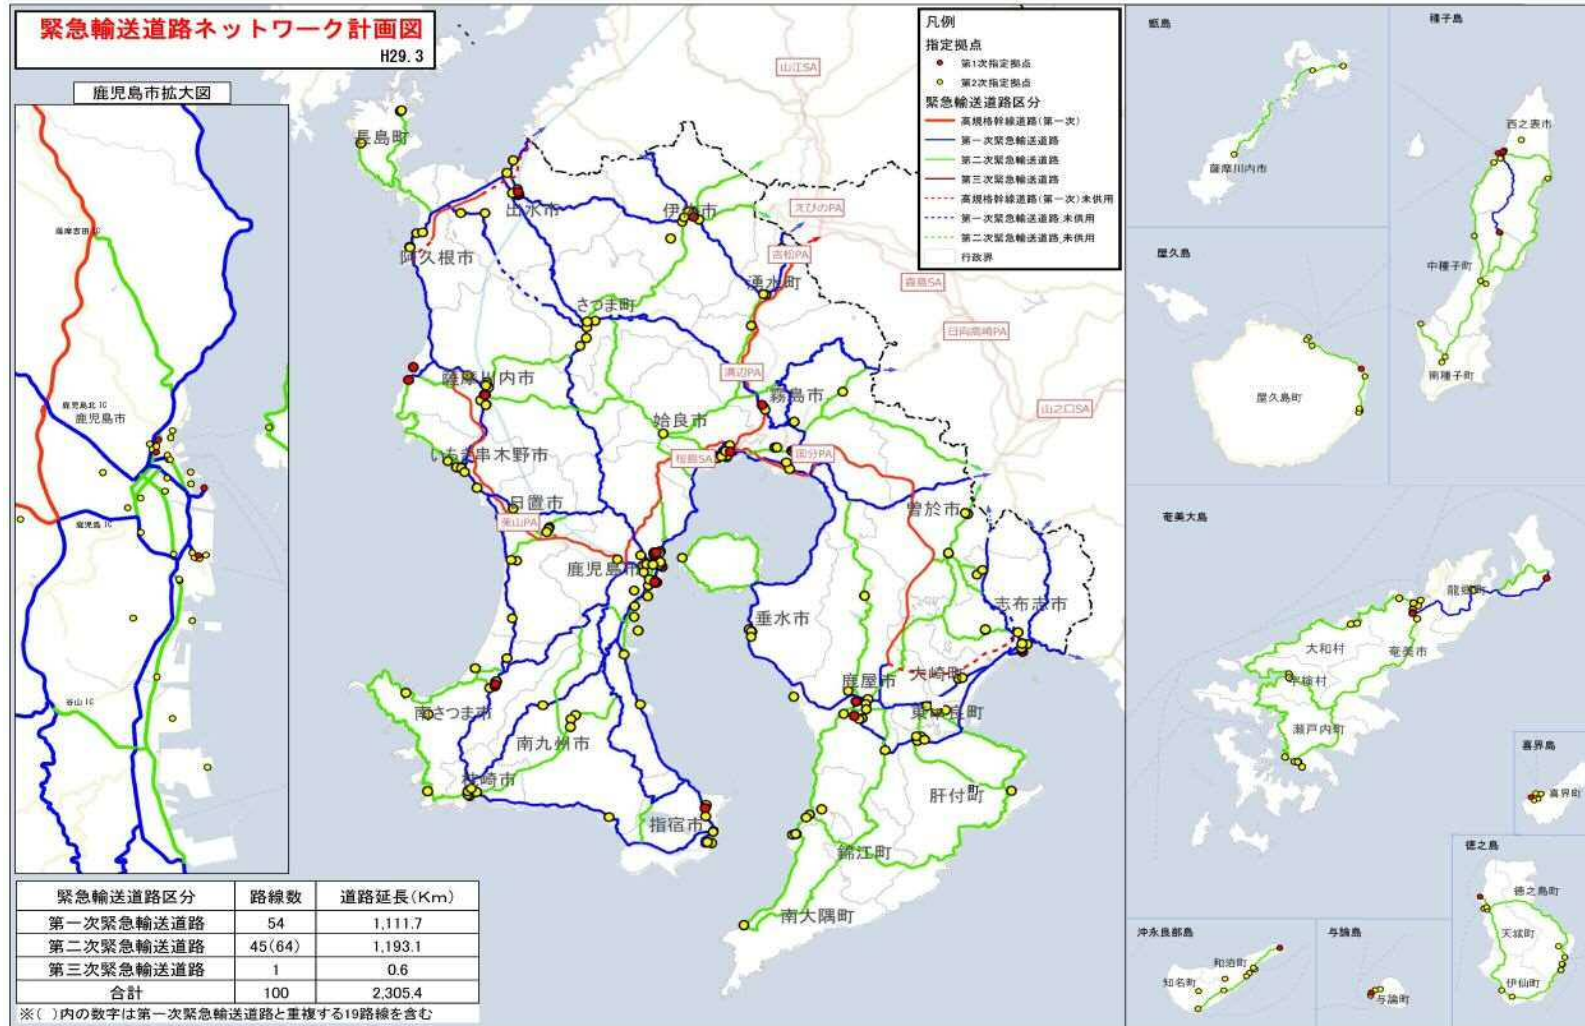 緊急輸送道路ネットワーク計画図
H29.3
鹿児島市拡大図
薩摩吉田 IC
鹿児島北 IC
鹿児島市
鹿児島 IC
谷山 IC
凡例
指定拠点
第1次指定拠点
第2次指定拠点
緊急輸送道路区分
高規格幹線道路(第一次)
第一次緊急輸送道路
第二次緊急輸送道路
第三次緊急輸送道路
高規格幹線道路(第一次)未供用
第一次緊急輸送道路_未供用
第二次緊急輸送道路_未供用
行政界
山江SA
えびのPA
吉松PA
霧島SA
日向高崎PA
山之口SA
溝辺PA
国分PA
桜島SA
長島町
出水市
伊佐市
阿久根市
湧水町
さつま町
薩摩川内市
霧島市
姶良市
いちき串木野市
日置市
曽於市
鹿児島市
垂水市
志布志市
大崎町
鹿屋市
東串良町
南さつま市
南九州市
枕崎市
肝付町
指宿市
錦江町
南大隅町
甑島
薩摩川内市
種子島
西之表市
中種子町
南種子町
屋久島
屋久島町
奄美大島
龍郷町
大和村
奄美市
宇検村
瀬戸内町
喜界島
喜界町
徳之島
徳之島町
天城町
伊仙町
沖永良部島
和泊町
知名町
与論島
与論町
緊急輸送道路区分 路線数 道路延長(Km)
第一次緊急輸送道路 54 1,111.7
第二次緊急輸送道路 45(64) 1,193.1
第三次緊急輸送道路 1 0.6
合計 100 2,305.4
※( )内の数字は第一次緊急輸送道路と重複する19路線を含む